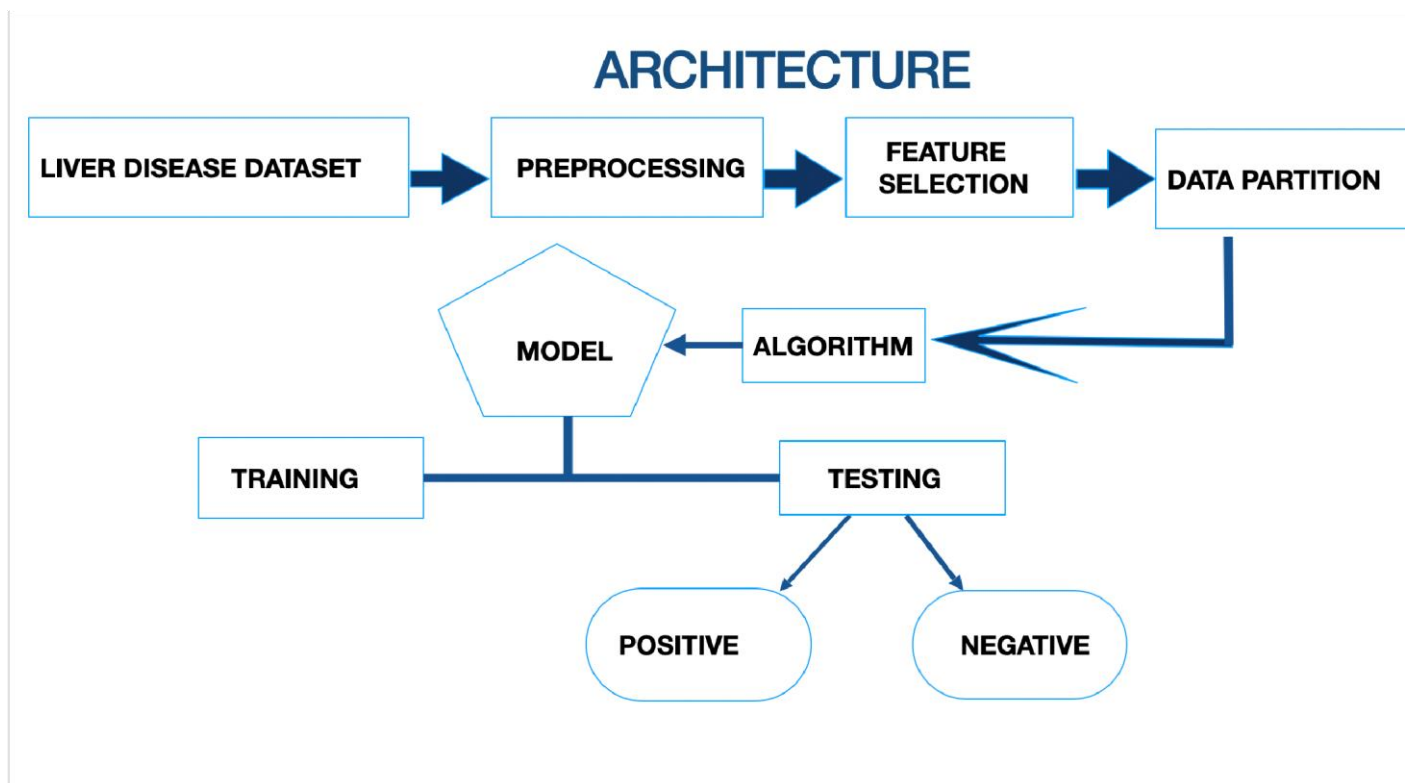 ARCHITECTURE
LIVER DISEASE DATASET
PREPROCESSING
FEATURE
SELECTION
DATA PARTITION
MODEL
ALGORITHM
TRAINING
TESTING
POSITIVE
NEGATIVE